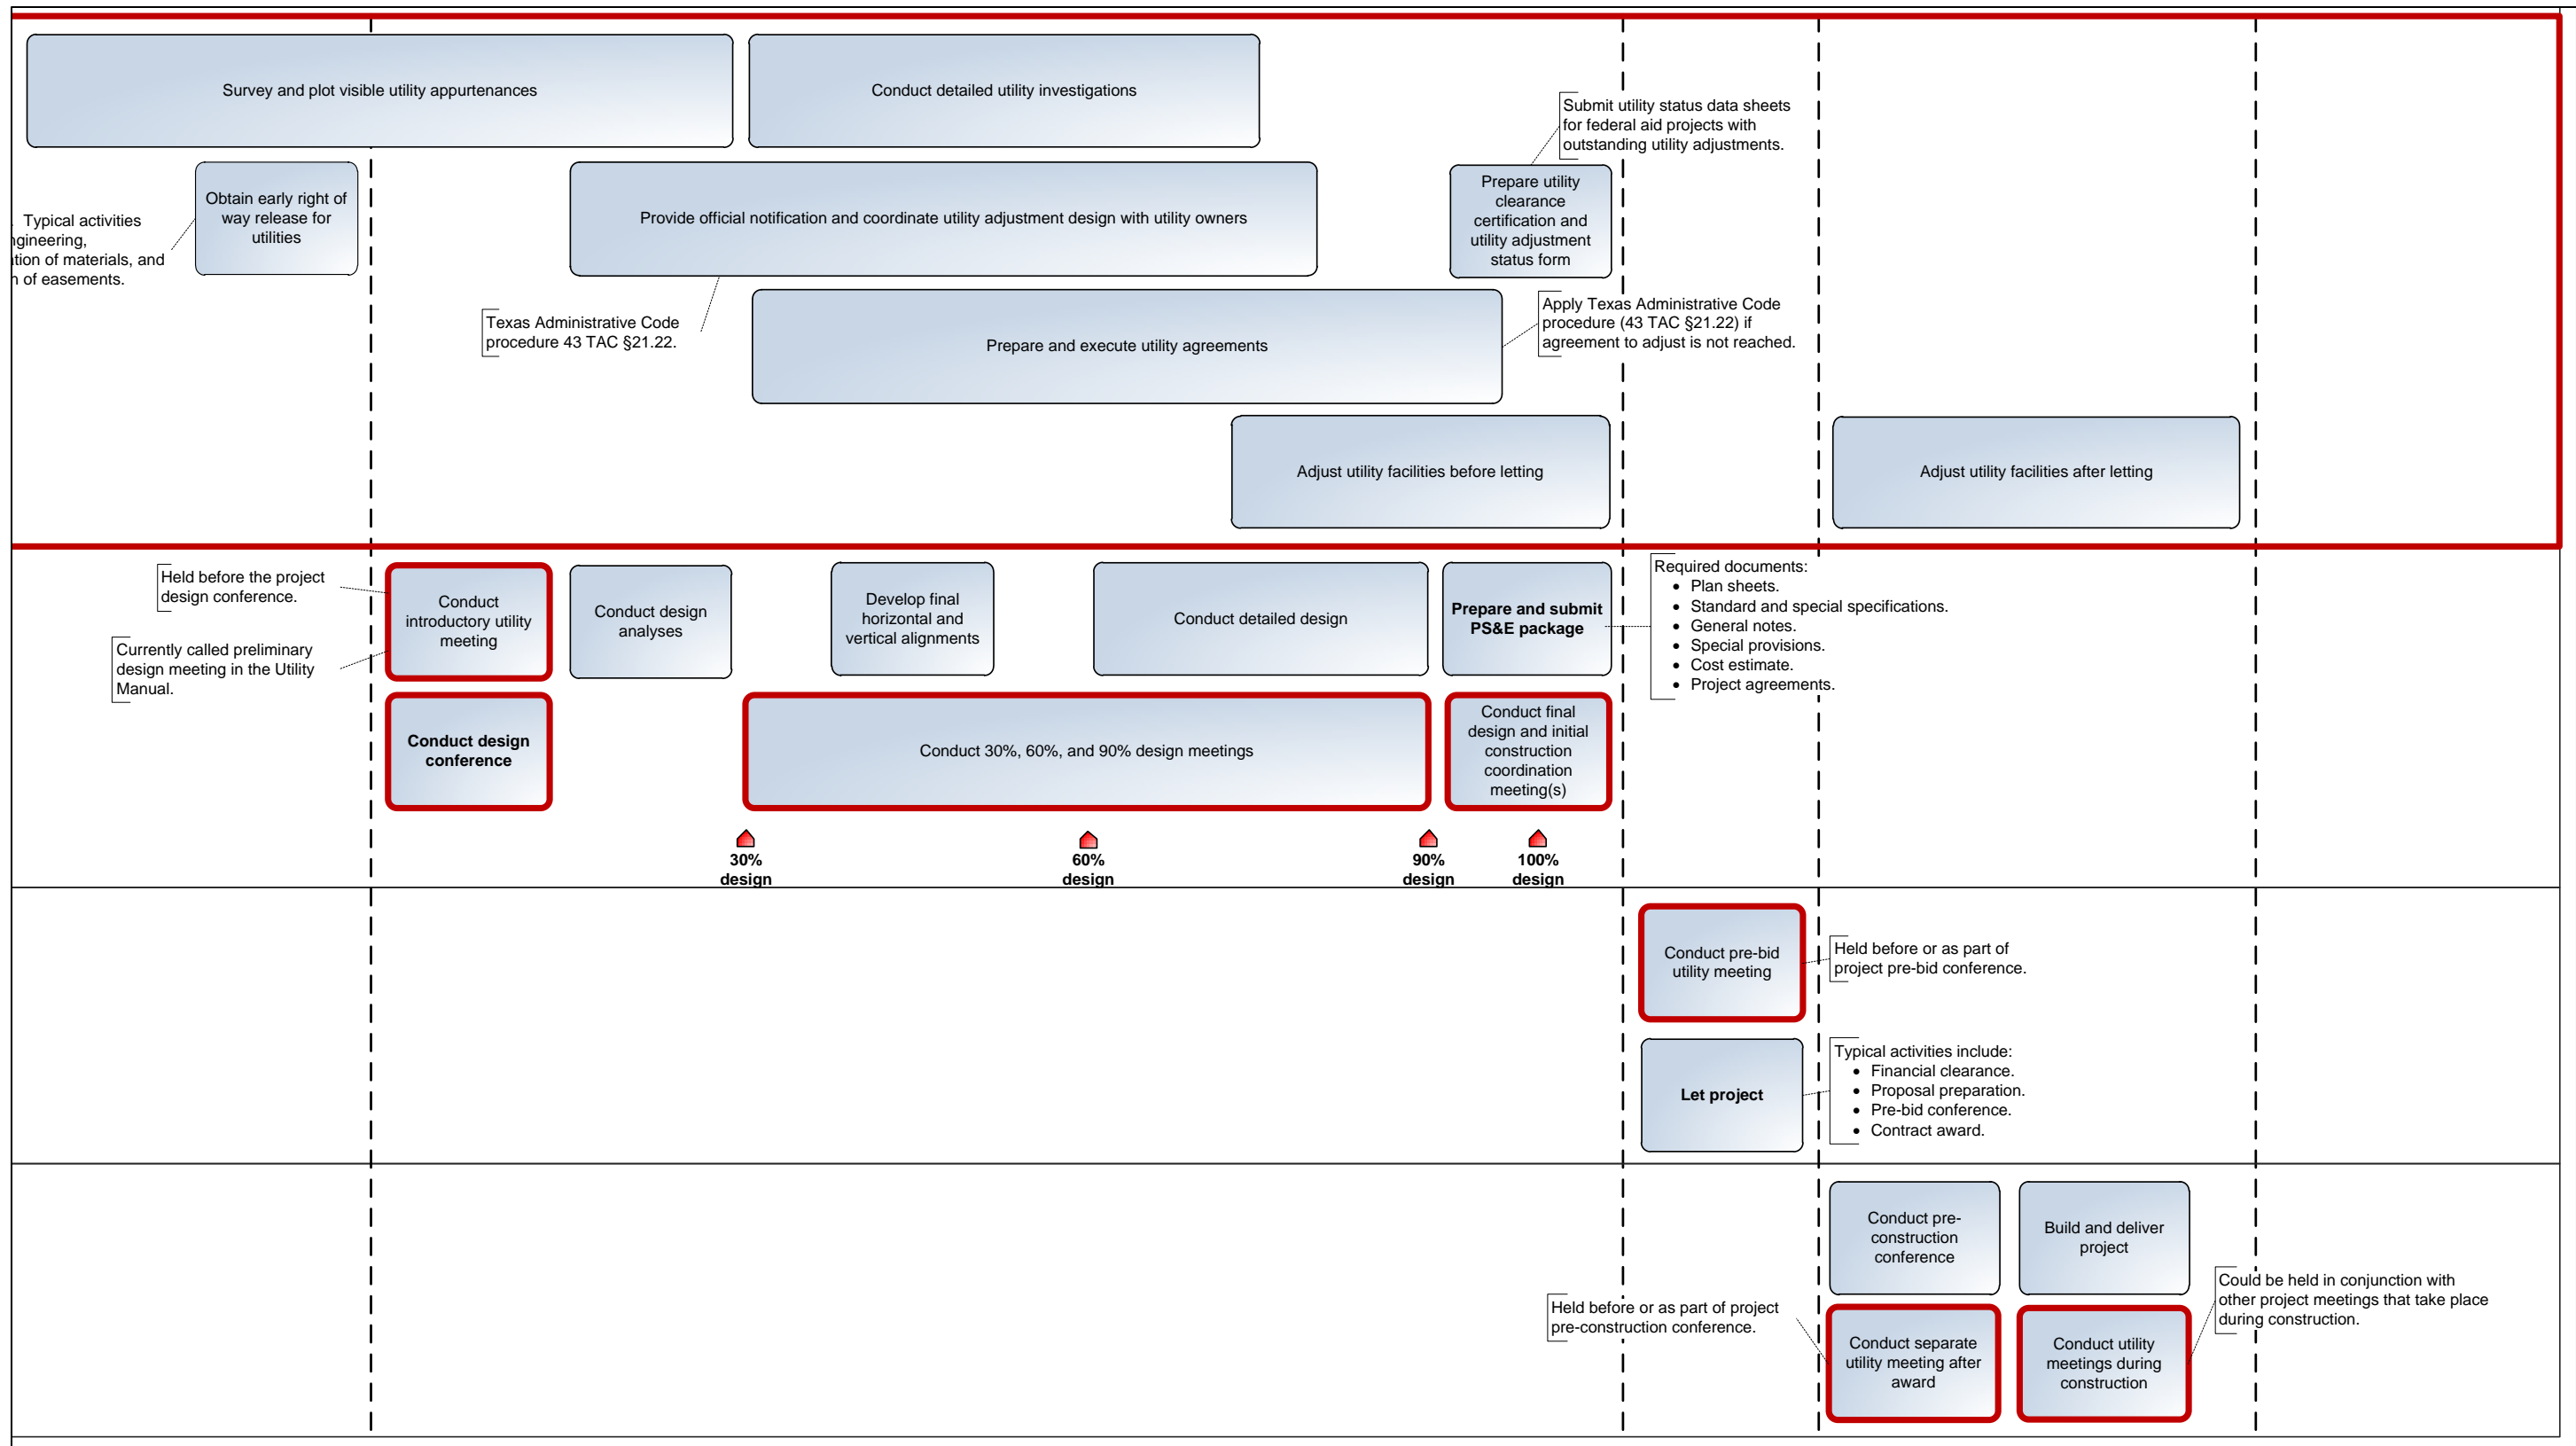 Survey and plot visible utility appurtenances
Conduct detailed utility investigations
Submit utility status data sheets
for federal aid projects with
outstanding utility adjustments.
Typical activities
of materials, and
of easements.
Obtain early right of
way release for
utilities
Provide official notification and coordinate utility adjustment design with utility owners
Prepare utility
clearance
certification and
utility adjustment
status form
Texas Administrative Code
procedure 43 TAC §21.22.
Prepare and execute utility agreements
Apply Texas Administrative Code
procedure (43 TAC §21.22) if
agreement to adjust is not reached.
Adjust utility facilities before letting
Adjust utility facilities after letting
Held before the project
design conference.
Currently called preliminary
design meeting in the Utility
Manual.
Conduct
introductory utility
meeting
Conduct design
analyses
Develop final
horizontal and
vertical alignments
Conduct detailed design
Prepare and submit
PS&E package
Required documents:
• Plan sheets.
• Standard and special specifications.
• General notes.
• Special provisions.
• Cost estimate.
• Project agreements.
Conduct design
conference
Conduct 30%, 60%, and 90% design meetings
Conduct final
design and initial
construction
coordination
meeting(s)
30%
design
60%
design
90%
design
100%
design
Conduct pre-bid
utility meeting
Held before or as part of
project pre-bid conference.
Let project
Typical activities include:
• Financial clearance.
• Proposal preparation.
• Pre-bid conference.
• Contract award.
Conduct pre-
construction
conference
Build and deliver
project
Held before or as part of project
pre-construction conference.
Conduct separate
utility meeting after
award
Conduct utility
meetings during
construction
Could be held in conjunction with
other project meetings that take place
during construction.